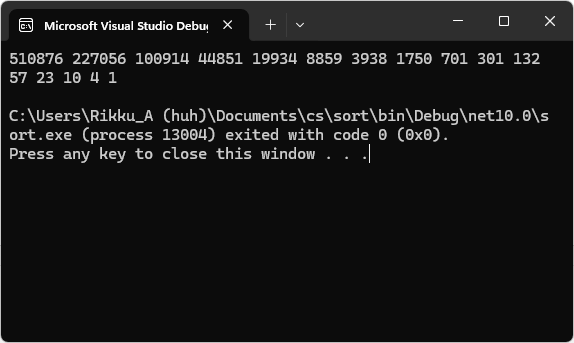 Microsoft Visual Studio Debug
510876 227056 100914 44851 19934 8859 3938 1750 701 301 132
57 23 10 4 1
C:\Users\Rikku_A (huh)\Documents\cs\sort\bin\Debug\net10.0\s
ort.exe (process 13004) exited with code 0 (0x0).
Press any key to close this window . . .